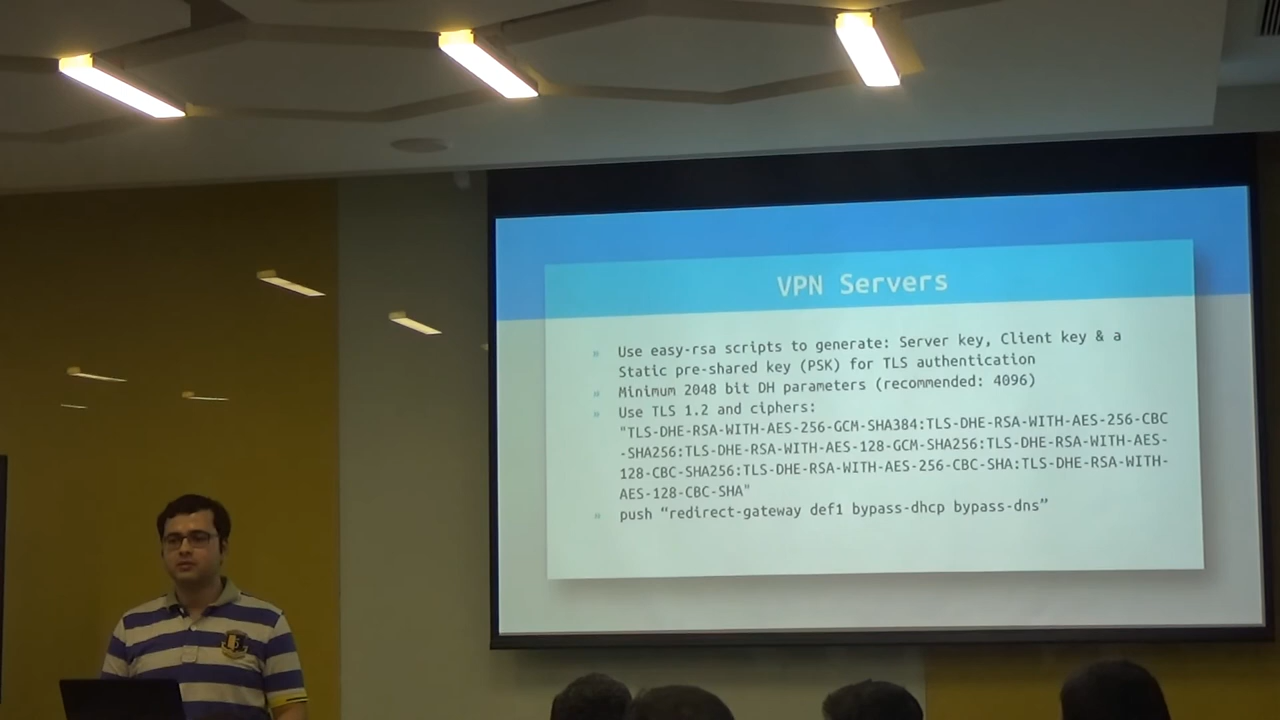 VPN Servers
» Use easy-rsa scripts to generate: Server key, Client key & a
Static pre-shared key (PSK) for TLS authentication
» Minimum 2048 bit DH parameters (recommended: 4096)
» Use TLS 1.2 and ciphers:
"TLS-DHE-RSA-WITH-AES-256-GCM-SHA384:TLS-DHE-RSA-WITH-AES-256-CBC
-SHA256:TLS-DHE-RSA-WITH-AES-128-GCM-SHA256:TLS-DHE-RSA-WITH-AES-
128-CBC-SHA256:TLS-DHE-RSA-WITH-AES-256-CBC-SHA:TLS-DHE-RSA-WITH-
AES-128-CBC-SHA"
» push “redirect-gateway def1 bypass-dhcp bypass-dns”